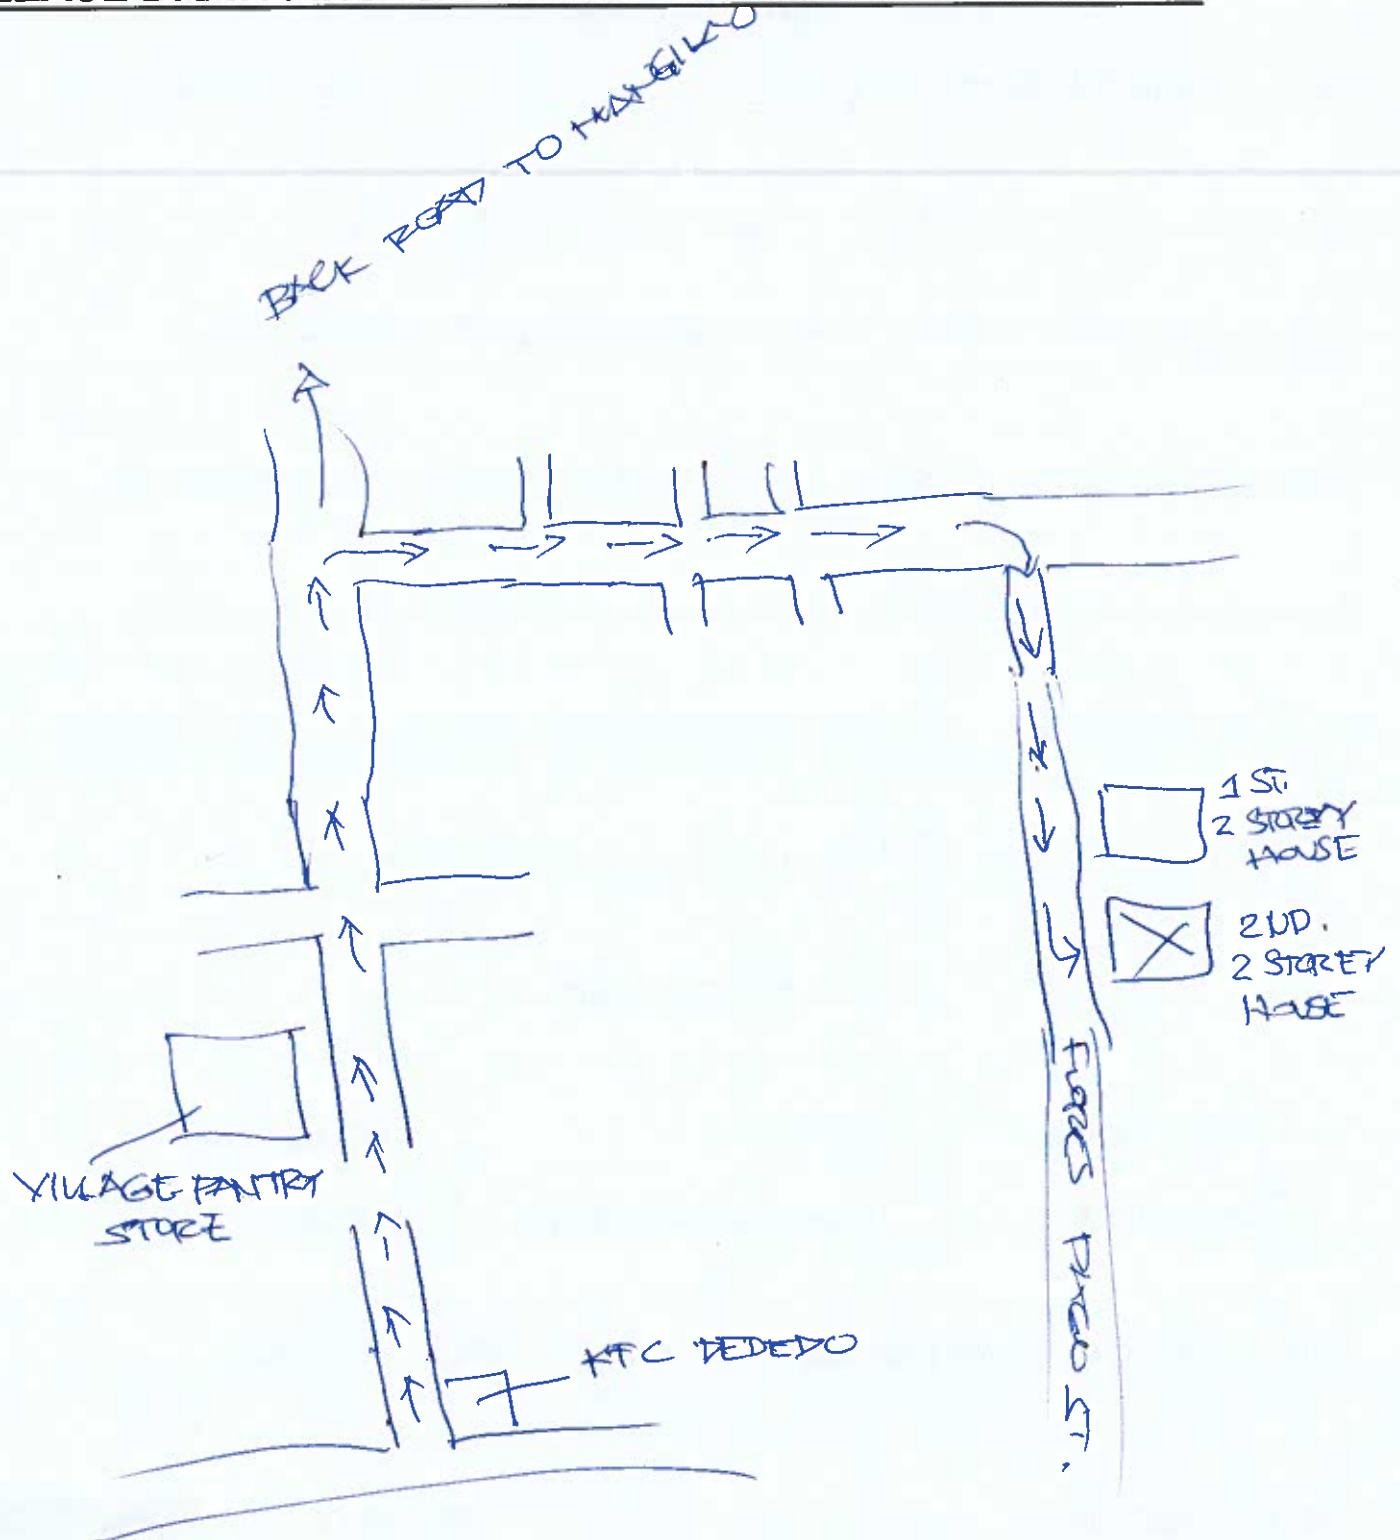 BACK ROAD TO
1 ST.
2 STOREY
HOUSE
2ND.
2 STOREY
HOUSE
VILLAGE PANTRY
STORE
KFC DEDEDO
FLORES ST.